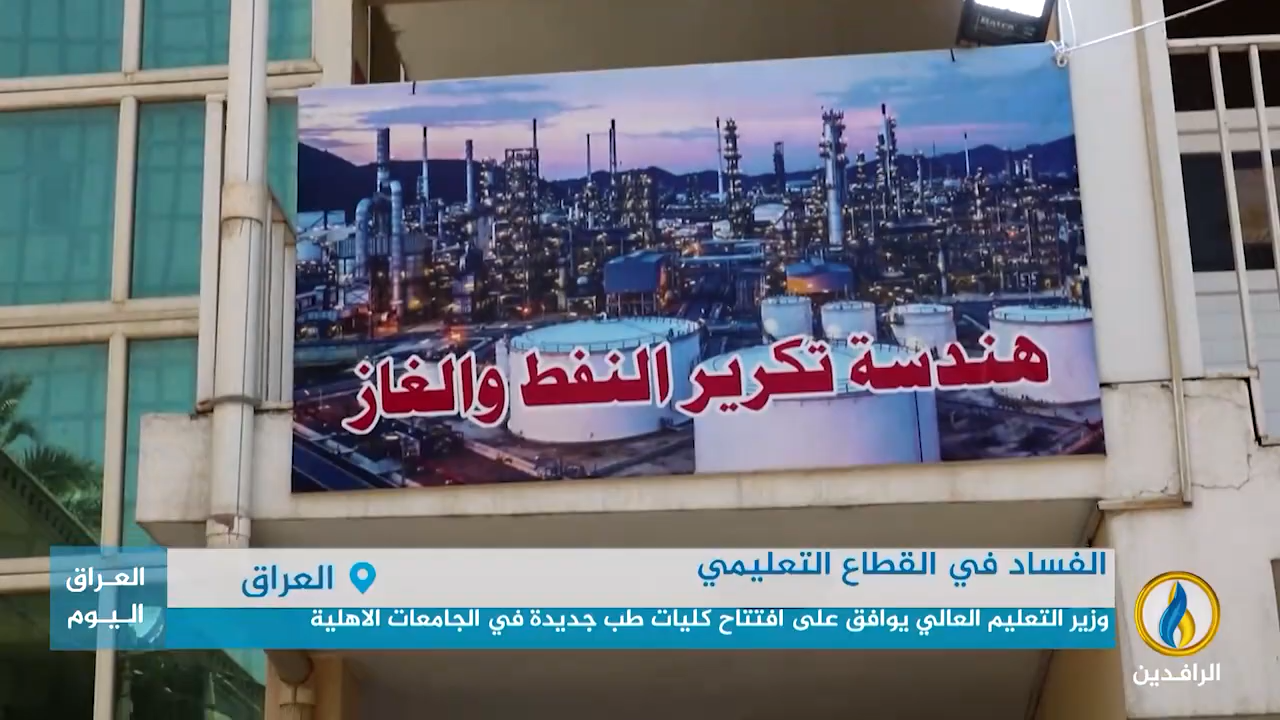 هندسة تكرير النفط والغاز
الفساد في القطاع التعليمي
العراق
وزير التعليم العالي يوافق على افتتاح كليات طب جديدة في الجامعات الاهلية
العراق
اليوم
الرافدين